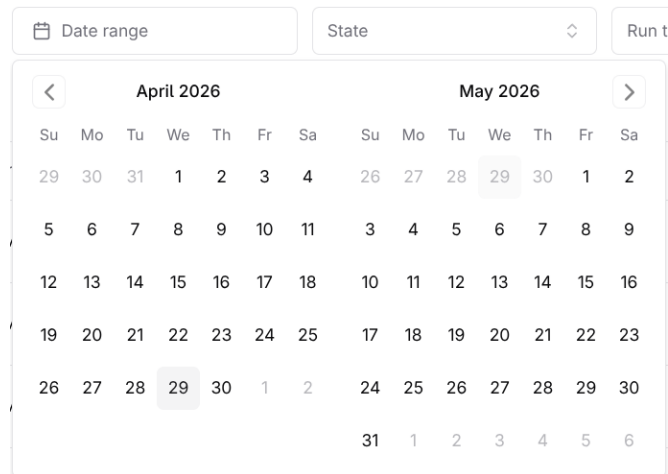 Date range State Run t
April 2026 May 2026
Su Mo Tu We Th Fr Sa Su Mo Tu We Th Fr Sa
29 30 31 1 2 3 4 26 27 28 29 30 1 2
5 6 7 8 9 10 11 3 4 5 6 7 8 9
12 13 14 15 16 17 18 10 11 12 13 14 15 16
19 20 21 22 23 24 25 17 18 19 20 21 22 23
26 27 28 29 30 1 2 24 25 26 27 28 29 30
31 1 2 3 4 5 6